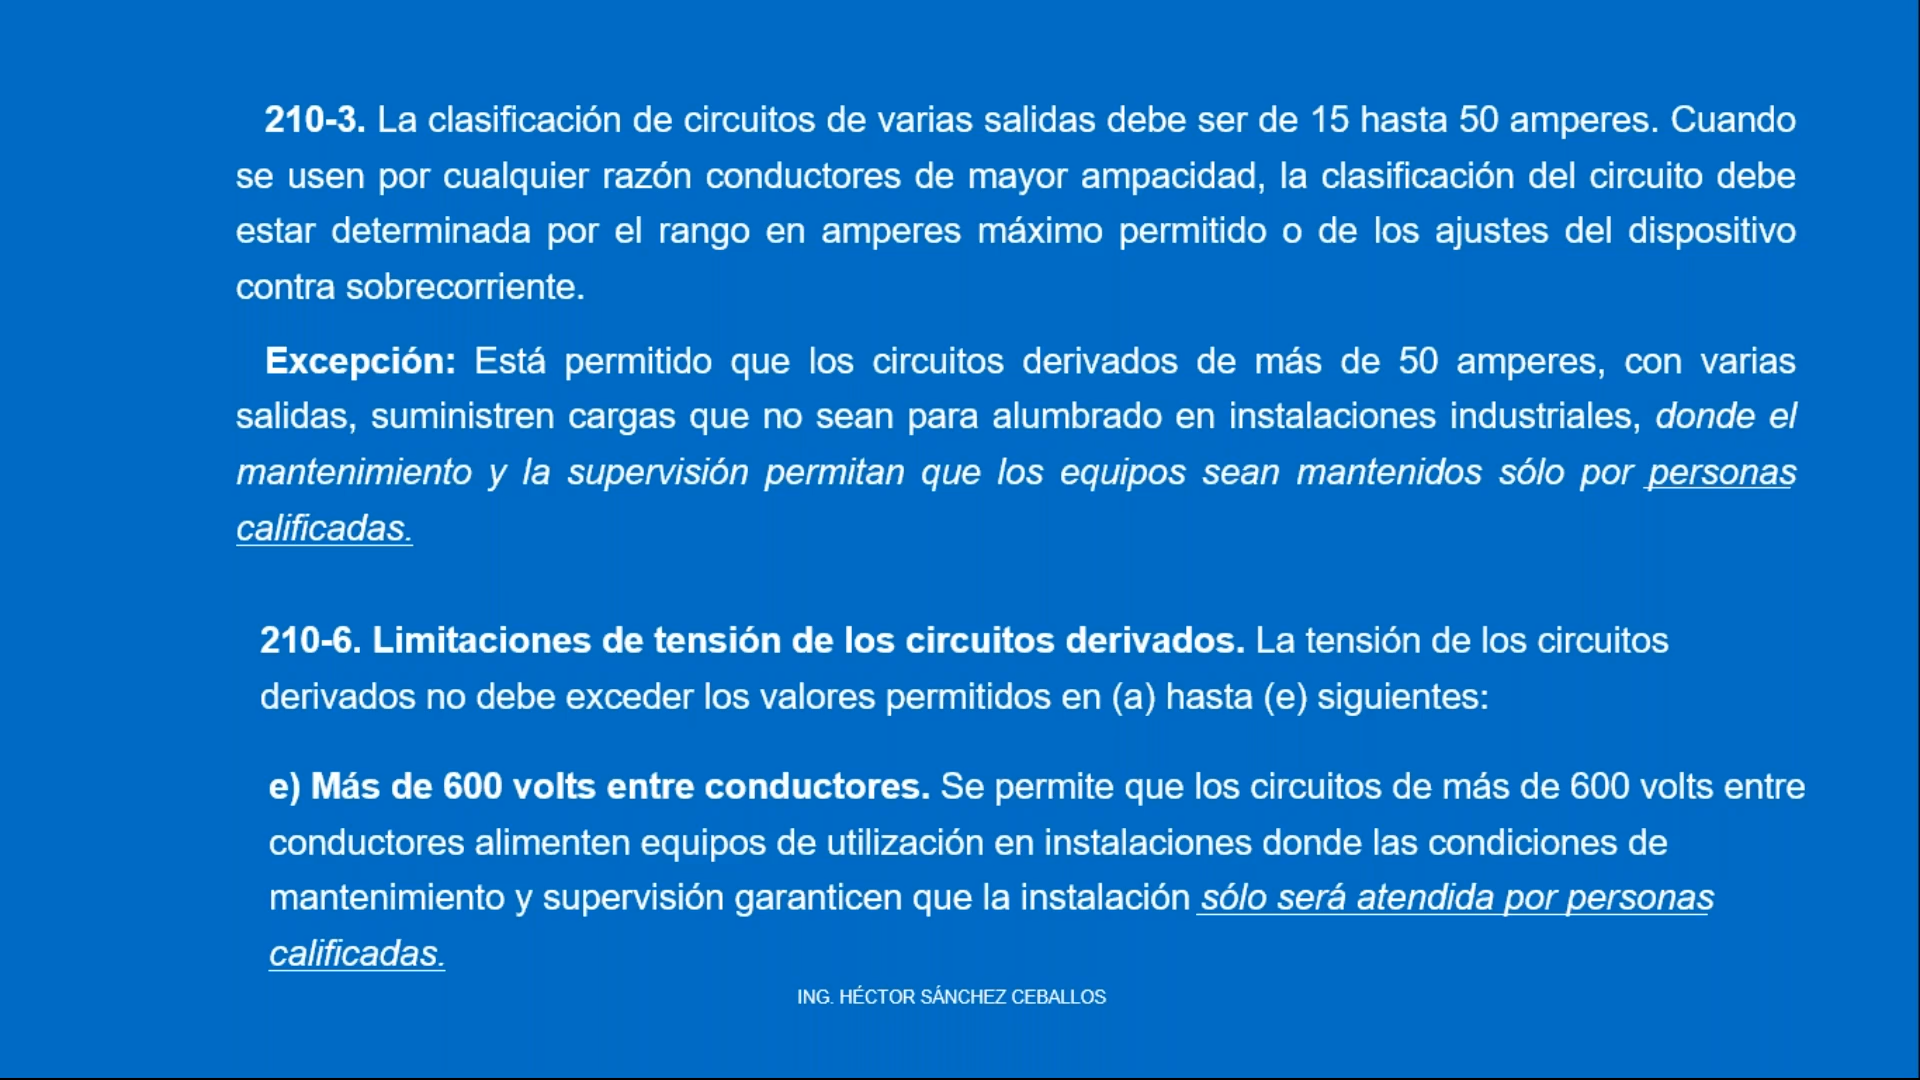 210-3. La clasificación de circuitos de varias salidas debe ser de 15 hasta 50 amperes. Cuando
se usen por cualquier razón conductores de mayor ampacidad, la clasificación del circuito debe
estar determinada por el rango en amperes máximo permitido o de los ajustes del dispositivo
contra sobrecorriente.
Excepción: Está permitido que los circuitos derivados de más de 50 amperes, con varias
salidas, suministren cargas que no sean para alumbrado en instalaciones industriales, donde el
mantenimiento y la supervisión permitan que los equipos sean mantenidos sólo por personas
calificadas.
210-6. Limitaciones de tensión de los circuitos derivados. La tensión de los circuitos
derivados no debe exceder los valores permitidos en (a) hasta (e) siguientes:
e) Más de 600 volts entre conductores. Se permite que los circuitos de más de 600 volts entre
conductores alimenten equipos de utilización en instalaciones donde las condiciones de
mantenimiento y supervisión garanticen que la instalación sólo será atendida por personas
calificadas.
ING. HÉCTOR SÁNCHEZ CEBALLOS